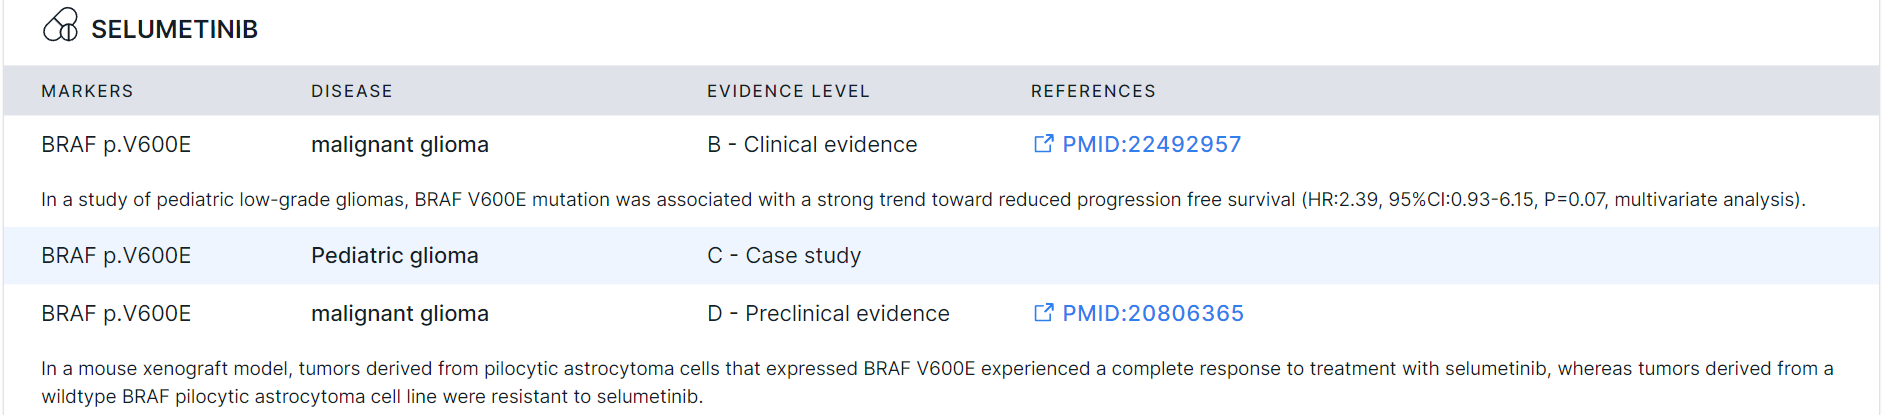 SELUMETINIB
MARKERS DISEASE EVIDENCE LEVEL REFERENCES
BRAF p.V600E malignant glioma B - Clinical evidence PMID:22492957
In a study of pediatric low-grade gliomas, BRAF V600E mutation was associated with a strong trend toward reduced progression free survival (HR:2.39, 95%CI:0.93-6.15, P=0.07, multivariate analysis).
BRAF p.V600E Pediatric glioma C - Case study
BRAF p.V600E malignant glioma D - Preclinical evidence PMID:20806365
In a mouse xenograft model, tumors derived from pilocytic astrocytoma cells that expressed BRAF V600E experienced a complete response to treatment with selumetinib, whereas tumors derived from a
wildtype BRAF pilocytic astrocytoma cell line were resistant to selumetinib.